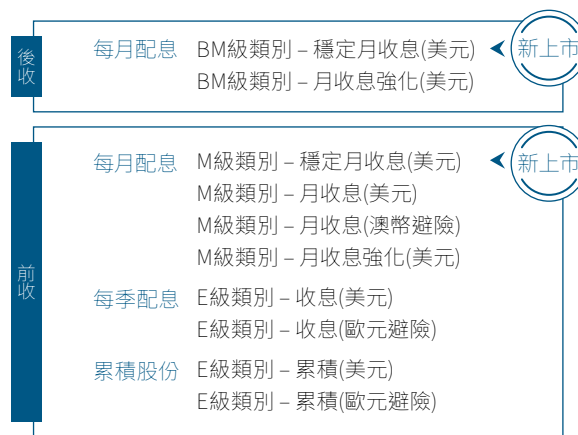 後收
每月配息 BM級類別 – 穩定月收息(美元) 新上市
BM級類別 – 月收息強化(美元)
前收
每月配息 M級類別 – 穩定月收息(美元) 新上市
M級類別 – 月收息(美元)
M級類別 – 月收息(澳幣避險)
M級類別 – 月收息強化(美元)
每季配息 E級類別 – 收息(美元)
E級類別 – 收息(歐元避險)
累積股份 E級類別 – 累積(美元)
E級類別 – 累積(歐元避險)